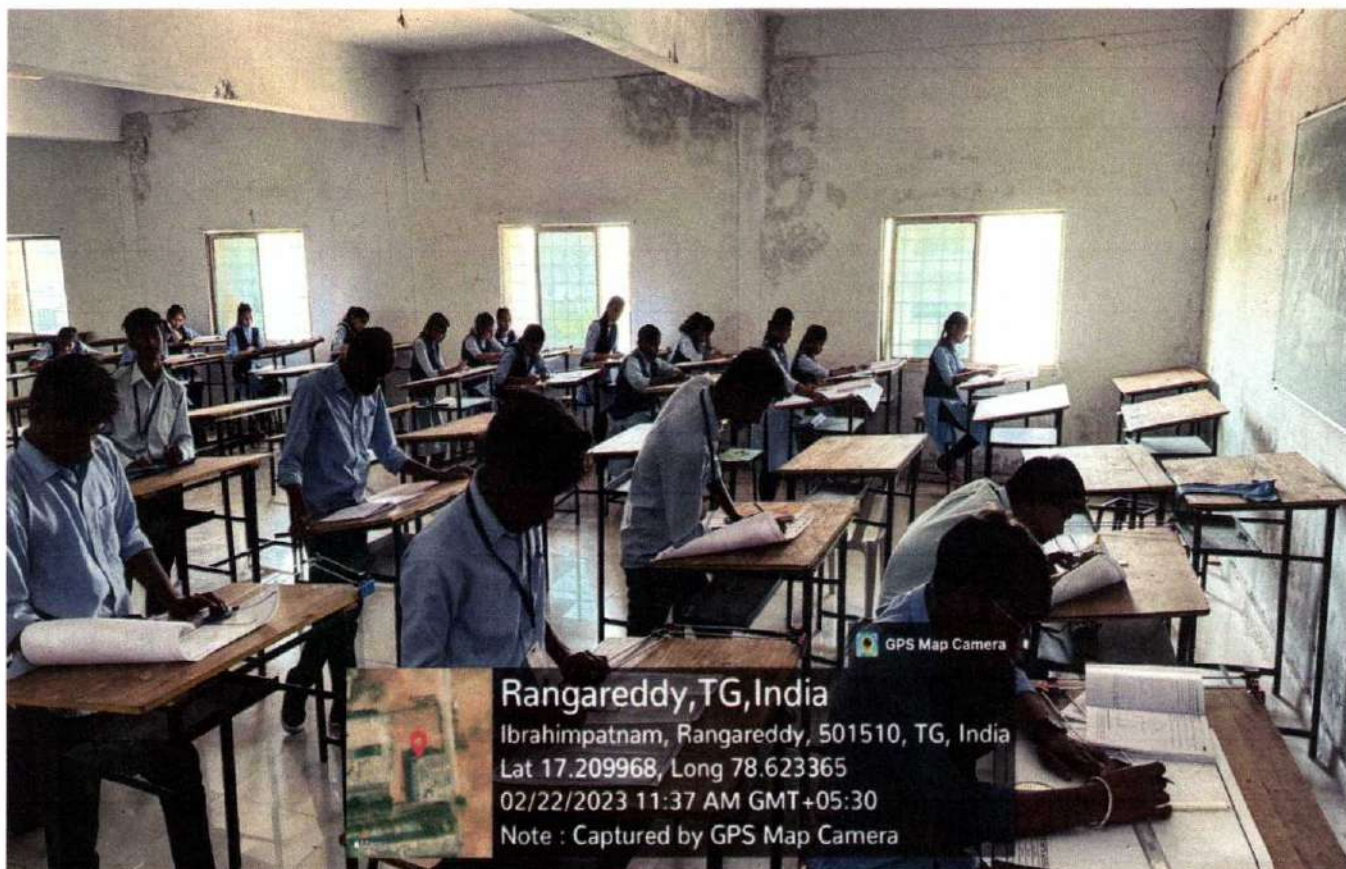 GPS Map Camera
Rangareddy,TG,India
Ibrahimpatnam, Rangareddy, 501510, TG, India
Lat 17.209968, Long 78.623365
02/22/2023 11:37 AM GMT+05:30
Note : Captured by GPS Map Camera